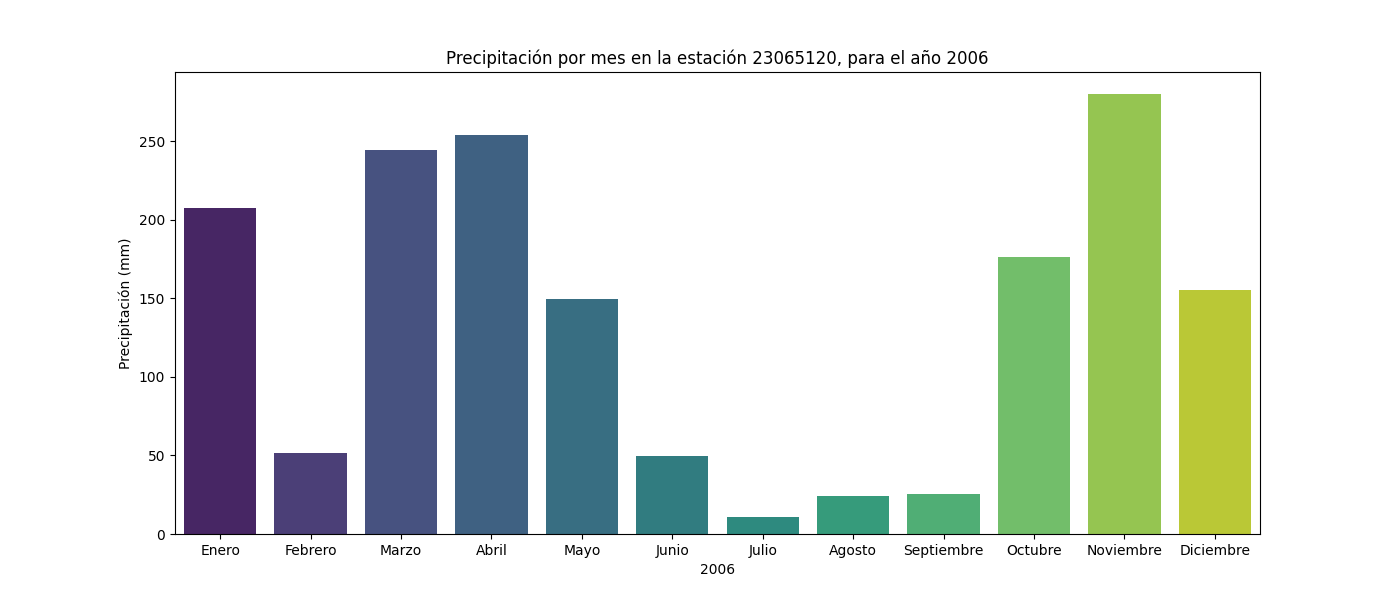 Precipitación por mes en la estación 23065120, para el año 2006
Precipitación (mm)
250
200
150
100
50
0
Enero Febrero Marzo Abril Mayo Junio Julio Agosto Septiembre Octubre Noviembre Diciembre
2006